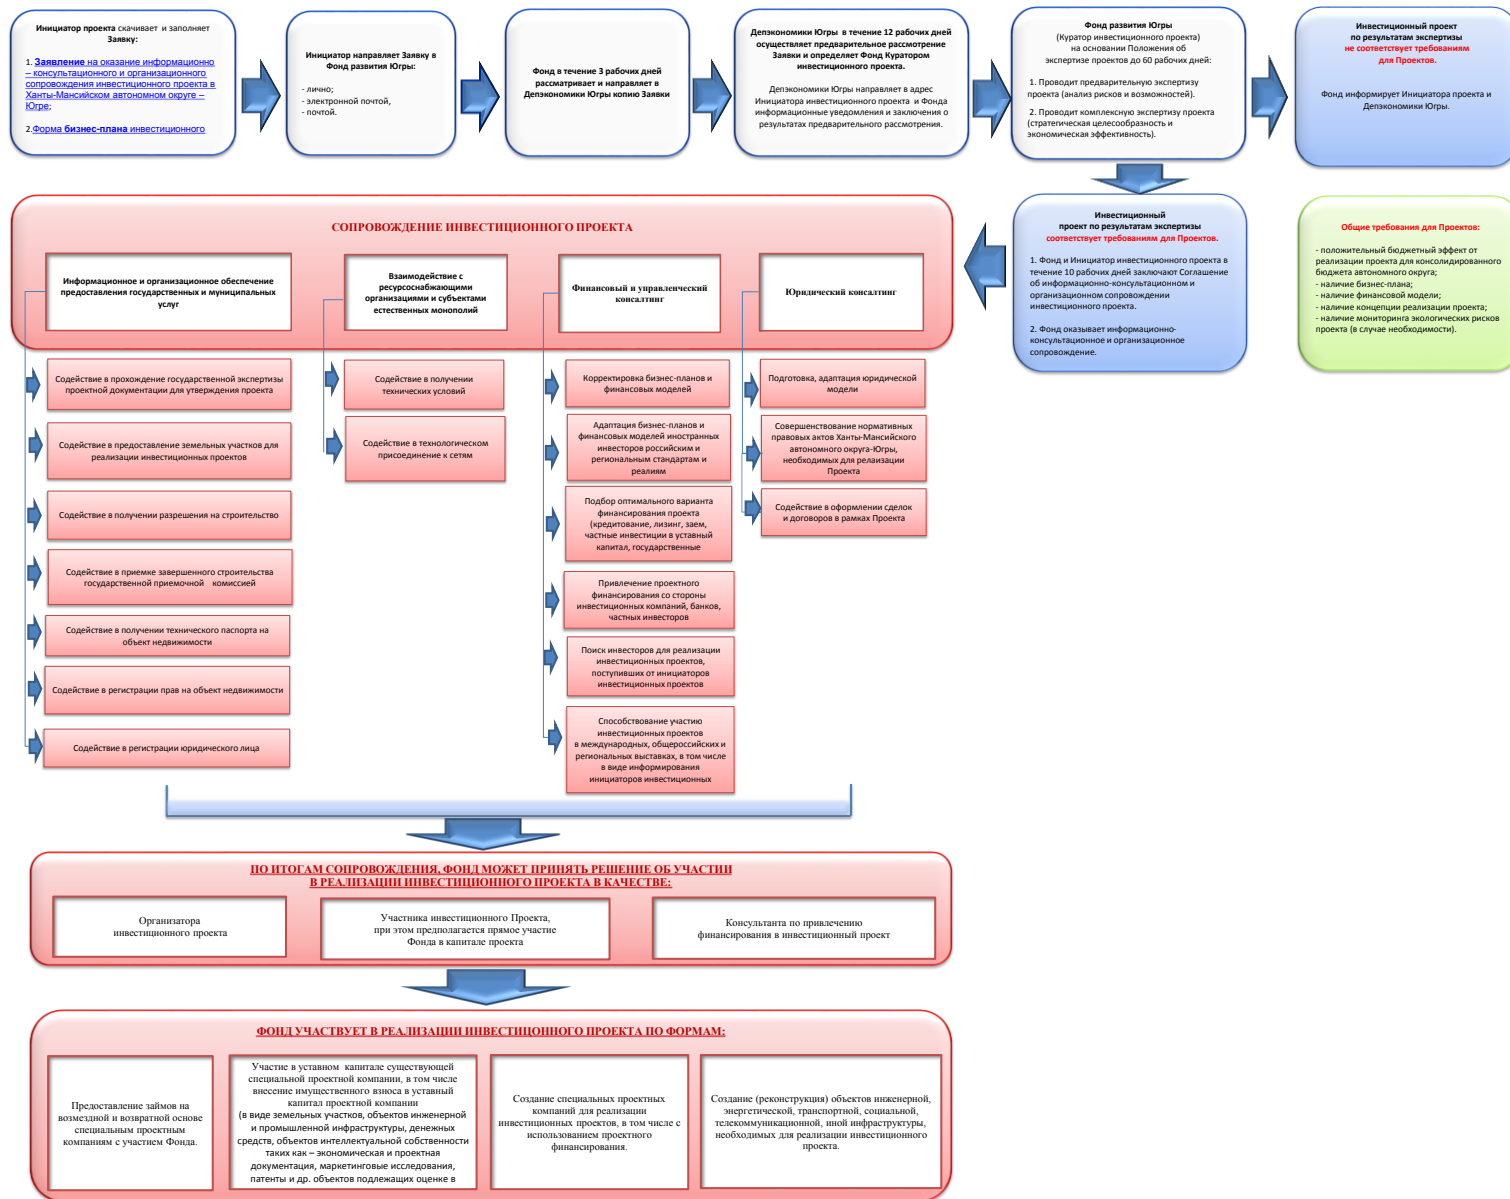 Инициатор проекта скачивает и заполняет
Заявку:
1. Заявление на оказание информационно
– консультационного и организационного
сопровождения инвестиционного проекта в
Ханты-Мансийском автономном округе –
Югре;
2.Форма бизнес-плана инвестиционного
Инициатор направляет Заявку в
Фонд развития Югры:
- лично;
- электронной почтой,
- почтой.
Фонд в течение 3 рабочих дней
рассматривает и направляет в
Депэкономики Югры копию Заявки
Депэкономики Югры в течение 12 рабочих дней
осуществляет предварительное рассмотрение
Заявки и определяет Фонд Куратором
инвестиционного проекта.
Депэкономики Югры направляет в адрес
Инициатора инвестиционного проекта и Фонда
информационные уведомления и заключения о
результатах предварительного рассмотрения.
Фонд развития Югры
(Куратор инвестиционного проекта)
на основании Положения об
экспертизе проектов до 60 рабочих дней:
1. Проводит предварительную экспертизу
проекта (анализ рисков и возможностей).
2. Проводит комплексную экспертизу проекта
(стратегическая целесообразность и
экономическая эффективность).
Инвестиционный проект
по результатам экспертизы
не соответствует требованиям
для Проектов.
Фонд информирует Инициатора проекта и
Депэкономики Югры.
Инвестиционный
проект по результатам экспертизы
соответствует требованиям для Проектов.
1. Фонд и Инициатор инвестиционного проекта в
течение 10 рабочих дней заключают Соглашение
об информационно-консультационном и
организационном сопровождении
инвестиционного проекта.
2. Фонд оказывает информационно-
консультационное и организационное
сопровождение.
Общие требования для Проектов:
- положительный бюджетный эффект от
реализации проекта для консолидированного
бюджета автономного округа;
- наличие бизнес-плана;
- наличие финансовой модели;
- наличие концепции реализации проекта;
- наличие мониторинга экологических рисков
проекта (в случае необходимости).
СОПРОВОЖДЕНИЕ ИНВЕСТИЦИОННОГО ПРОЕКТА
Информационное и организационное обеспечение
предоставления государственных и муниципальных
услуг
Взаимодействие с
ресурсоснабжающими
организациями и субъектами
естественных монополий
Финансовый и управленческий
консалтинг
Юридический консалтинг
Содействие в прохождение государственной экспертизы
проектной документации для утверждения проекта
Содействие в предоставление земельных участков для
реализации инвестиционных проектов
Содействие в получении разрешения на строительство
Содействие в приемке завершенного строительства
государственной приемочной комиссией
Содействие в получении технического паспорта на
объект недвижимости
Содействие в регистрации прав на объект недвижимости
Содействие в регистрации юридического лица
Содействие в получении
технических условий
Содействие в технологическом
присоединение к сетям
Корректировка бизнес-планов и
финансовых моделей
Адаптация бизнес-планов и
финансовых моделей иностранных
инвесторов российским и
региональным стандартам и
реалиям
Подбор оптимального варианта
финансирования проекта
(кредитование, лизинг, заем,
частные инвестиции в уставный
капитал, государственные
Привлечение проектного
финансирования со стороны
инвестиционных компаний, банков,
частных инвесторов
Поиск инвесторов для реализации
инвестиционных проектов,
поступивших от инициаторов
инвестиционных проектов
Способствование участию
инвестиционных проектов
в международных, общероссийских и
региональных выставках, в том числе
в виде информирования
инициаторов инвестиционных
Подготовка, адаптация юридической
модели
Совершенствование нормативных
правовых актов Ханты-Мансийского
автономного округа-Югры,
необходимых для релаизации
Проекта
Содействие в оформлении сделок
и договоров в рамках Проекта
ПО ИТОГАМ СОПРОВОЖДЕНИЯ, ФОНД МОЖЕТ ПРИНЯТЬ РЕШЕНИЕ ОБ УЧАСТИИ
В РЕАЛИЗАЦИИ ИНВЕСТИЦИОННОГО ПРОЕКТА В КАЧЕСТВЕ:
Организатора
инвестиционного проекта
Участника инвестиционного Проекта,
при этом предполагается прямое участие
Фонда в капитале проекта
Консультанта по привлечению
финансирования в инвестиционный проект
ФОНД УЧАСТВУЕТ В РЕАЛИЗАЦИИ ИНВЕСТИЦОННОГО ПРОЕКТА ПО ФОРМАМ:
Предоставление займов на
возмездной и возвратной основе
специальным проектным
компаниям с участием Фонда.
Участие в уставном капитале существующей
специальной проектной компании, в том числе
внесение имущественного взноса в уставный
капитал проектной компании
(в виде земельных участков, объектов инженерной
и промышленной инфраструктуры, денежных
средств, объектов интеллектуальной собственности
таких как – экономическая и проектная
документация, маркетинговые исследования,
патенты и др. объектов подлежащих оценке в
Создание специальных проектных
компаний для реализации
инвестиционных проектов, в том числе с
использованием проектного
финансирования.
Создание (реконструкция) объектов инженерной,
энергетической, транспортной, социальной,
телекоммуникационной, иной инфраструктуры,
необходимых для реализации инвестиционного
проекта.